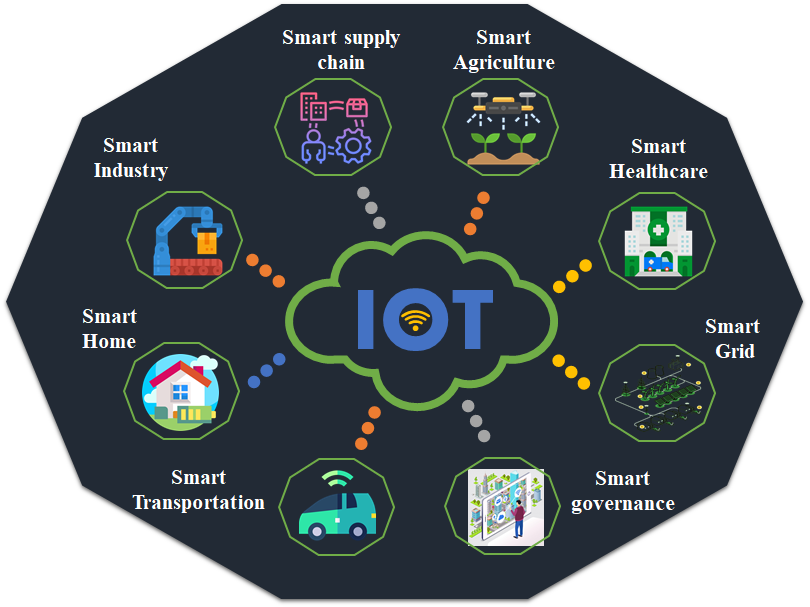 Smart supply
chain
Smart
Agriculture
Smart
Industry
Smart
Healthcare
IOT
Smart
Home
Smart
Grid
Smart
Transportation
Smart
governance